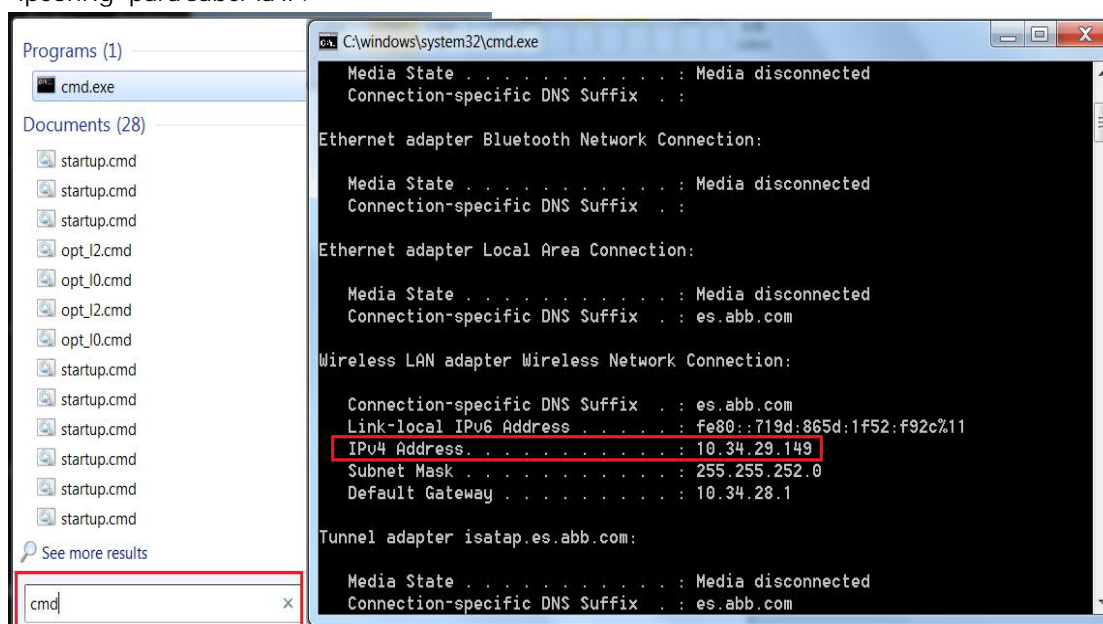 para saber la IP.
Programs (1)
cmd.exe
Documents (28)
startup.cmd
startup.cmd
startup.cmd
opt_l2.cmd
opt_l0.cmd
opt_l2.cmd
opt_l0.cmd
startup.cmd
startup.cmd
startup.cmd
startup.cmd
startup.cmd
startup.cmd
See more results
cmd
C:\windows\system32\cmd.exe
Media State . . . . . . . . . . . : Media disconnected
Connection-specific DNS Suffix  . :
Ethernet adapter Bluetooth Network Connection:
Media State . . . . . . . . . . . : Media disconnected
Connection-specific DNS Suffix  . :
Ethernet adapter Local Area Connection:
Media State . . . . . . . . . . . : Media disconnected
Connection-specific DNS Suffix  . : es.abb.com
Wireless LAN adapter Wireless Network Connection:
Connection-specific DNS Suffix  . : es.abb.com
Link-local IPv6 Address . . . . . : fe80::719d:865d:1f52:f92c%11
IPv4 Address. . . . . . . . . . . : 10.34.29.149
Subnet Mask . . . . . . . . . . . : 255.255.252.0
Default Gateway . . . . . . . . . : 10.34.28.1
Tunnel adapter isatap.es.abb.com:
Media State . . . . . . . . . . . : Media disconnected
Connection-specific DNS Suffix  . : es.abb.com